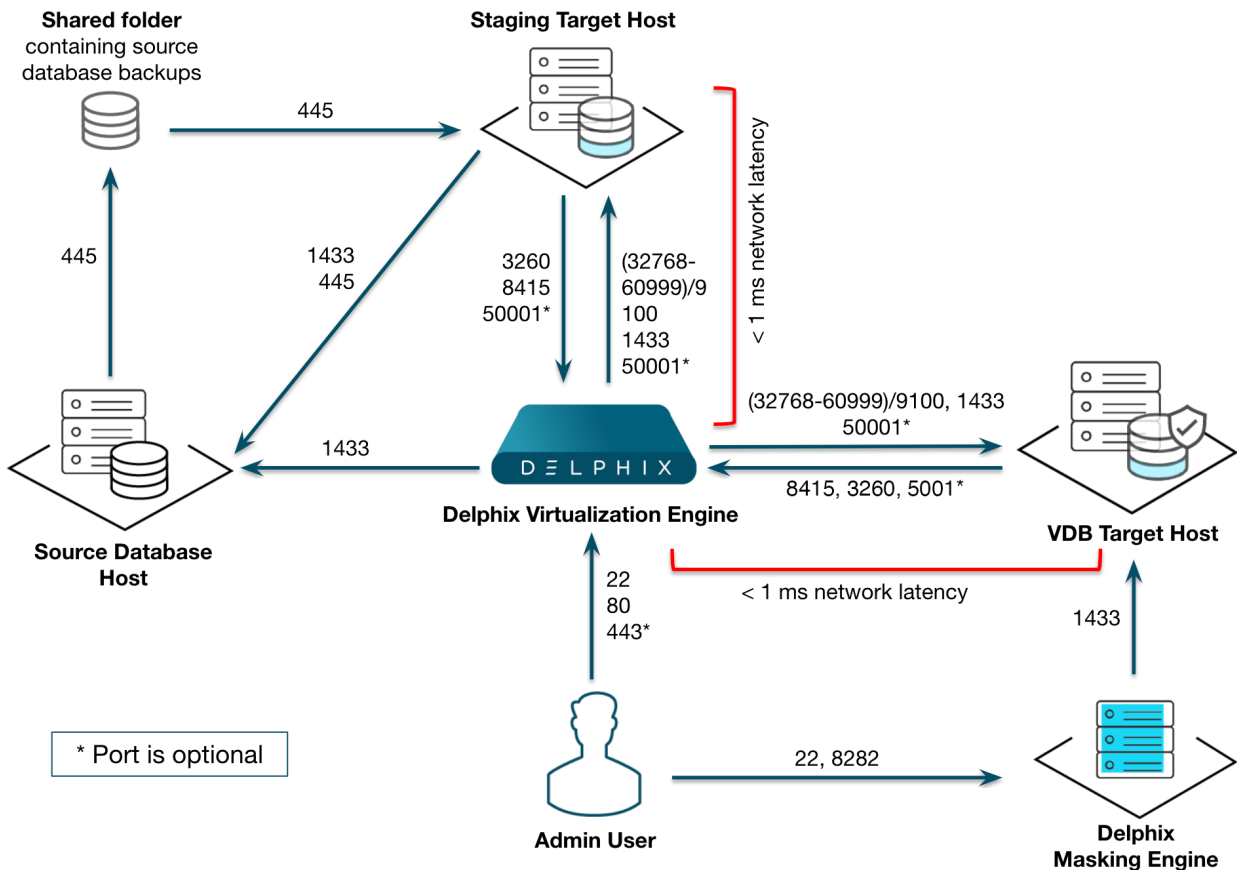 Shared folder
containing source
database backups
Staging Target Host
445
445
1433
445
3260
8415
50001*
(32768-
60999)/9
100
1433
50001*
< 1 ms network latency
(32768-60999)/9100, 1433
50001*
1433
DELPHIX
8415, 3260, 5001*
Delphix Virtualization Engine
VDB Target Host
Source Database
Host
< 1 ms network latency
22
80
443*
1433
* Port is optional
22, 8282
Admin User
Delphix
Masking Engine